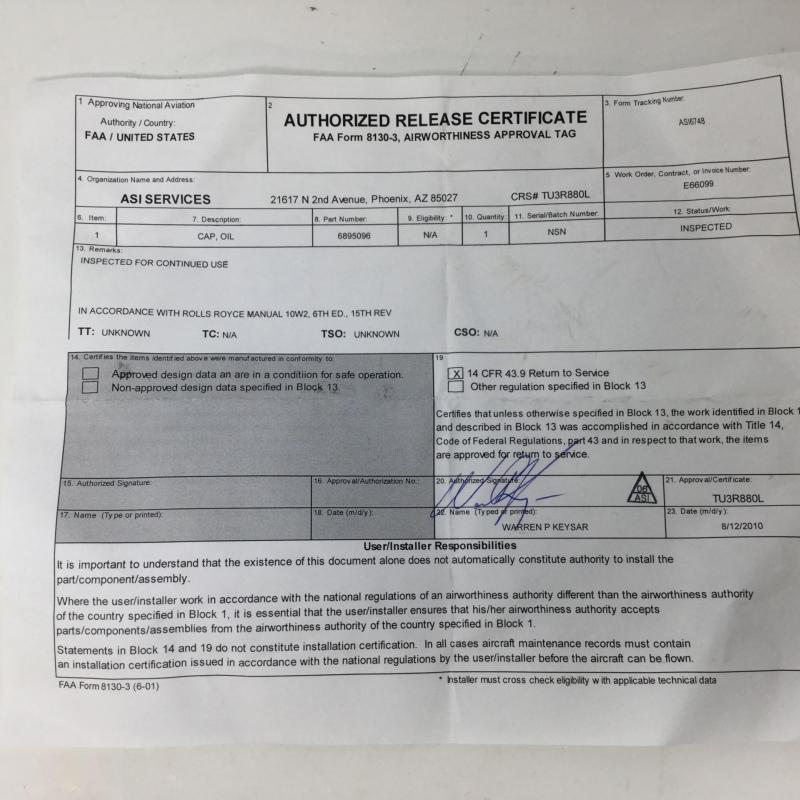 1 Approving National Aviation
Authority / Country:
FAA / UNITED STATES
2
AUTHORIZED RELEASE CERTIFICATE
FAA Form 8130-3, AIRWORTHINESS APPROVAL TAG
3. Form Tracking Number:
ASI6748
4. Organization Name and Address:
ASI SERVICES 21617 N 2nd Avenue, Phoenix, AZ 85027 CRS# TU3R880L
5 Work Order, Contract, or Invoice Number:
E66099
6. Item: 7. Description: 8. Part Number: 9. Eligibility * 10. Quantity 11. Serial/Batch Number: 12. Status/Work:
1 CAP, OIL 6895096 N/A 1 NSN INSPECTED
13. Remarks:
INSPECTED FOR CONTINUED USE
IN ACCORDANCE WITH ROLLS ROYCE MANUAL 10W2, 6TH ED., 15TH REV
TT: UNKNOWN TC: N/A TSO: UNKNOWN CSO: N/A
14. Certifies the items identified above were manufactured in conformity to:
Approved design data an are in a conditiion for safe operation.
Non-approved design data specified in Block 13.
19
X 14 CFR 43.9 Return to Service
Other regulation specified in Block 13
Certifies that unless otherwise specified in Block 13, the work identified in Block 1
and described in Block 13 was accomplished in accordance with Title 14,
Code of Federal Regulations, part 43 and in respect to that work, the items
are approved for return to service.
15. Authorized Signature: 16. Approval/Authorization No.: 20. Authorized Signature: 21. Approval/Certificate:
ASI
TU3R880L
17. Name (Type or printed): 18. Date (m/d/y): 22. Name (Typed or printed): 23. Date (m/d/y):
WARREN P KEYSAR 8/12/2010
User/Installer Responsibilities
It is important to understand that the existence of this document alone does not automatically constitute authority to install the
part/component/assembly.
Where the user/installer work in accordance with the national regulations of an airworthiness authority different than the airworthiness authority
of the country specified in Block 1, it is essential that the user/installer ensures that his/her airworthiness authority accepts
parts/components/assemblies from the airworthiness authority of the country specified in Block 1.
Statements in Block 14 and 19 do not constitute installation certification. In all cases aircraft maintenance records must contain
an installation certification issued in accordance with the national regulations by the user/installer before the aircraft can be flown.
FAA Form 8130-3 (6-01) * Installer must cross check eligibility with applicable technical data